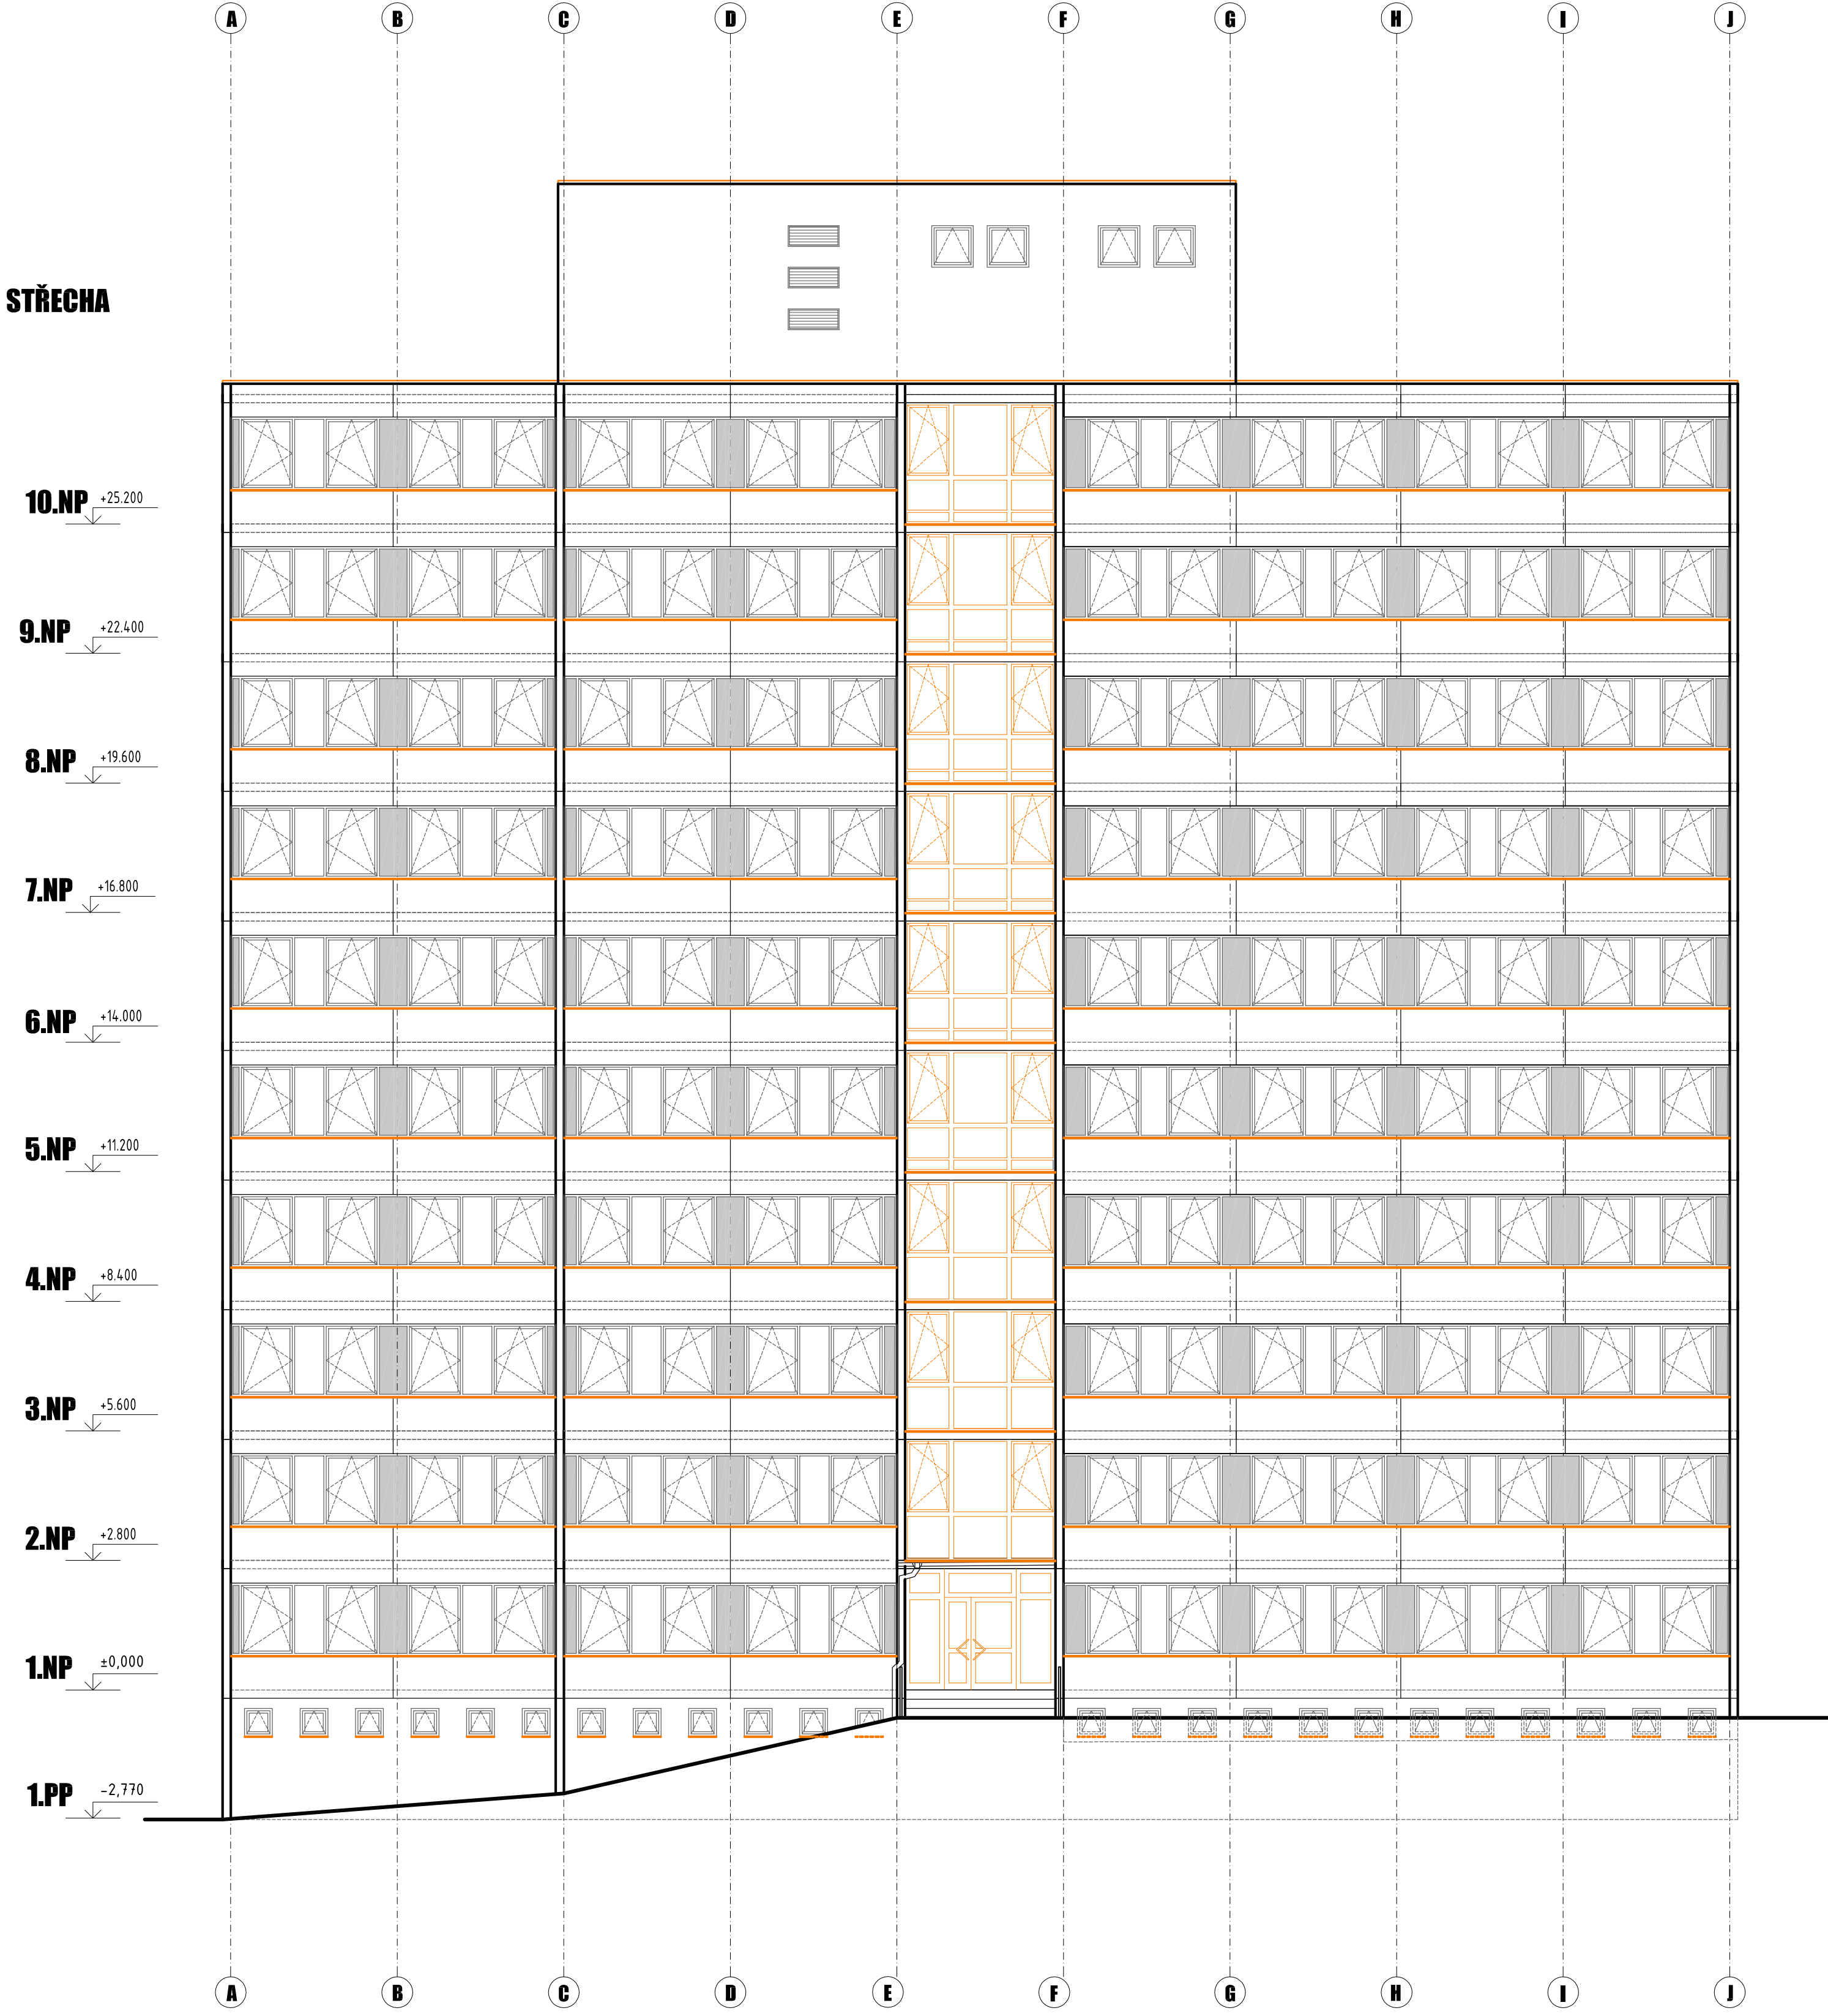 A B C D E F G H I J
STŘECHA
10.NP +25.200
9.NP +22.400
8.NP +19.600
7.NP +16.800
6.NP +14.000
5.NP +11.200
4.NP +8.400
3.NP +5.600
2.NP +2.800
1.NP ±0,000
1.PP −2,770
A B C D E F G H I J